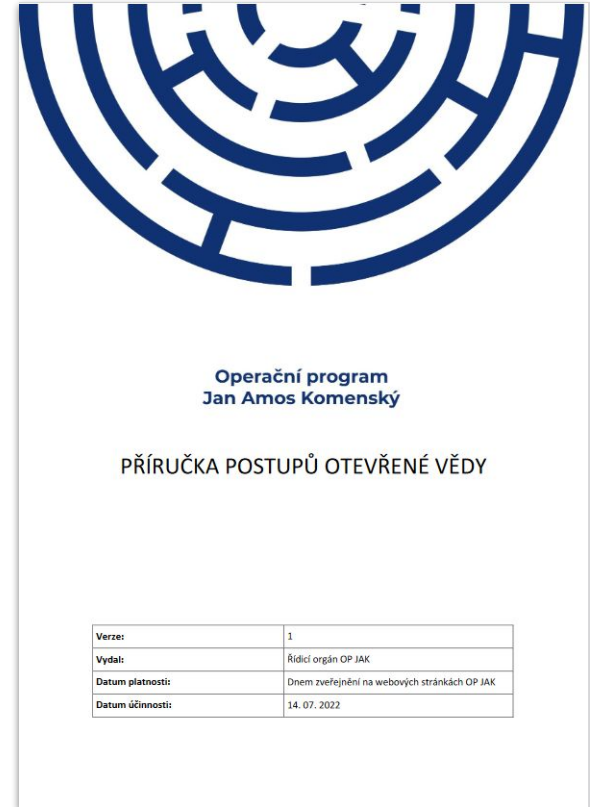 Operační program
Jan Amos Komenský
PŘÍRUČKA POSTUPŮ OTEVŘENÉ VĚDY
Verze: 1
Vydal: Řídicí orgán OP JAK
Datum platnosti: Dnem zveřejnění na webových stránkách OP JAK
Datum účinnosti: 14. 07. 2022